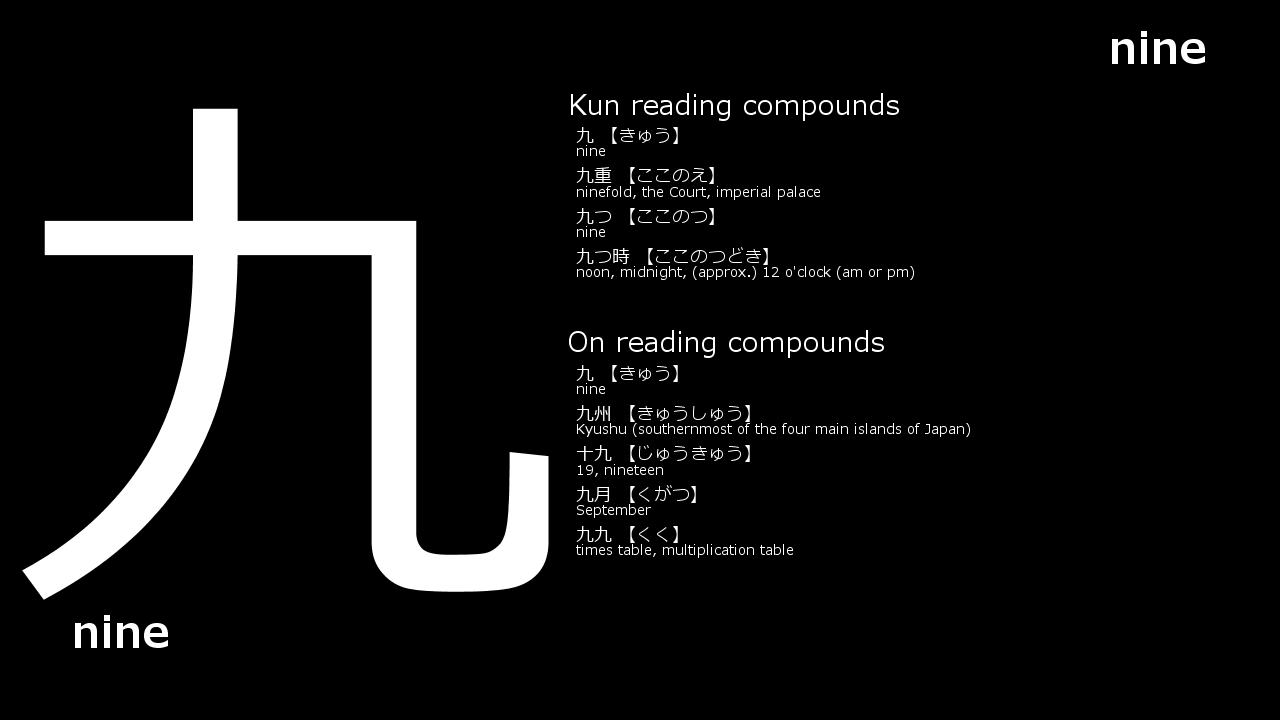 nine
九
nine
Kun reading compounds
九 【きゅう】
nine
九重 【ここのえ】
ninefold, the Court, imperial palace
九つ 【ここのつ】
nine
九つ時 【ここのつどき】
noon, midnight, (approx.) 12 o'clock (am or pm)
On reading compounds
九 【きゅう】
nine
九州 【きゅうしゅう】
Kyushu (southernmost of the four main islands of Japan)
十九 【じゅうきゅう】
19, nineteen
九月 【くがつ】
September
九九 【くく】
times table, multiplication table